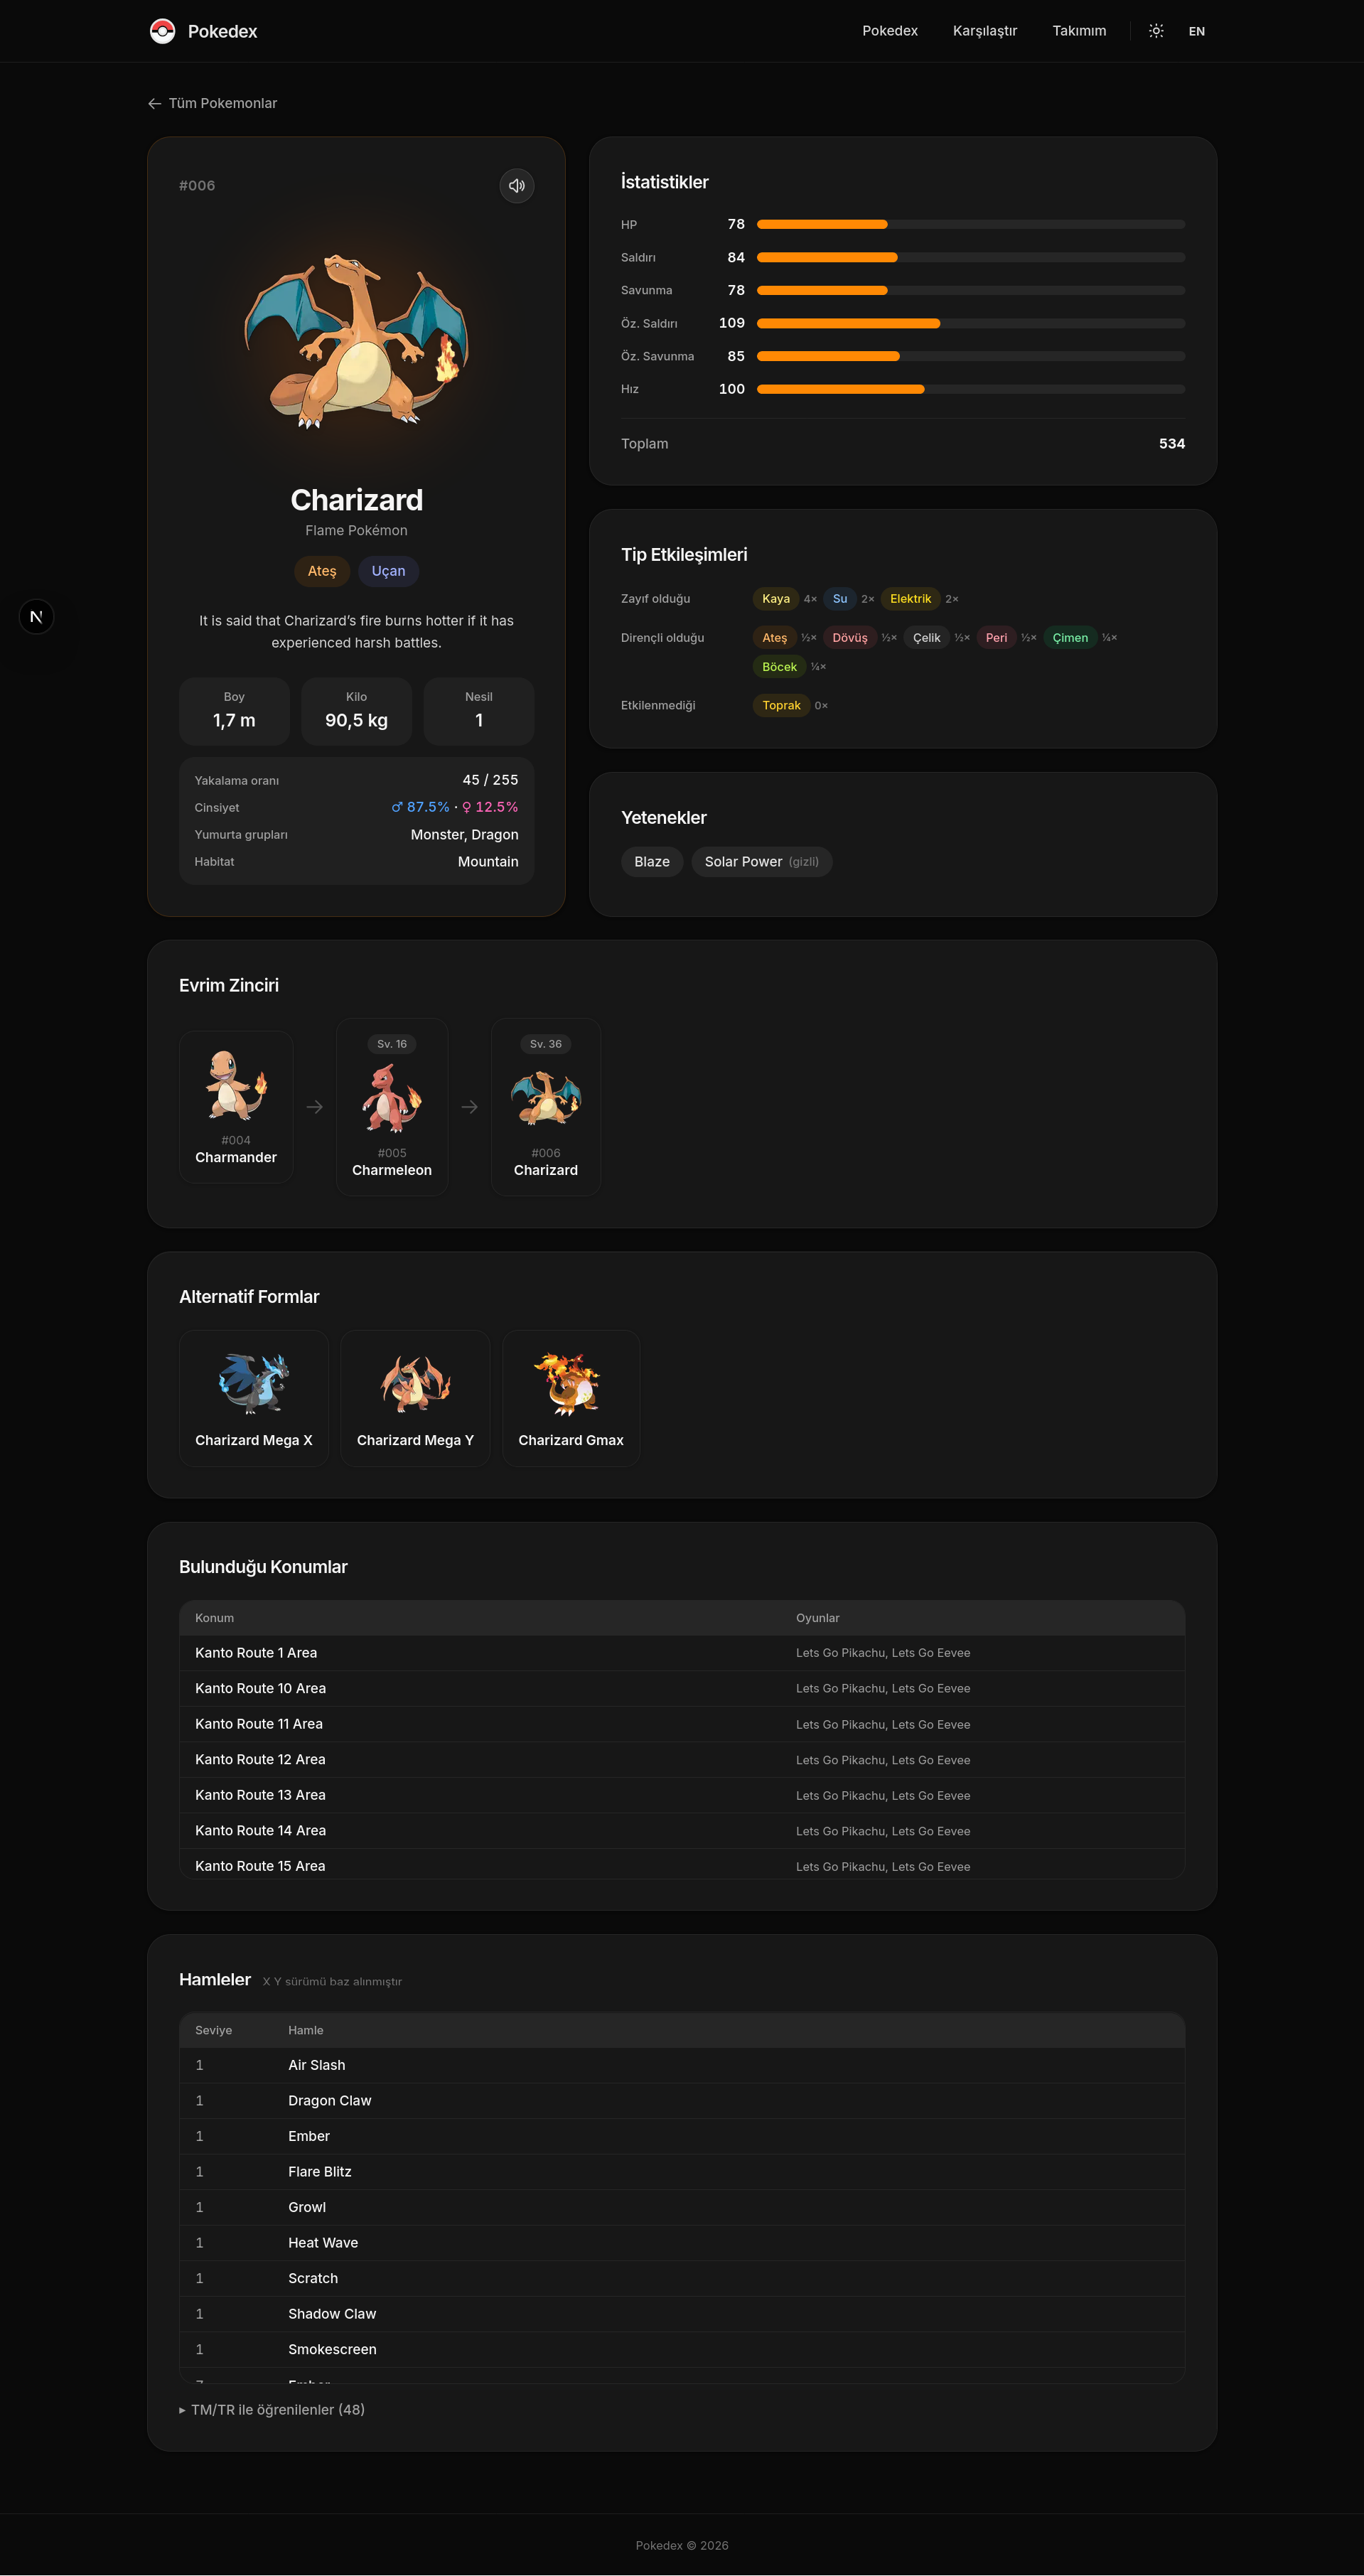 Pokedex
Pokedex Karşılaştır Takımım EN
← Tüm Pokemonlar
#006
Charizard
Flame Pokémon
Ateş Uçan
It is said that Charizard’s fire burns hotter if it has
experienced harsh battles.
Boy Kilo Nesil
1,7 m 90,5 kg 1
Yakalama oranı 45 / 255
Cinsiyet ♂ 87.5% · ♀ 12.5%
Yumurta grupları Monster, Dragon
Habitat Mountain
İstatistikler
HP 78
Saldırı 84
Savunma 78
Öz. Saldırı 109
Öz. Savunma 85
Hız 100
Toplam 534
Tip Etkileşimleri
Zayıf olduğu Kaya 4× Su 2× Elektrik 2×
Dirençli olduğu Ateş ½× Dövüş ½× Çelik ½× Peri ½× Çimen ¼×
Böcek ¼×
Etkilenmediği Toprak 0×
Yetenekler
Blaze Solar Power (gizli)
N
Evrim Zinciri
Sv. 16 Sv. 36
#004 → #005 → #006
Charmander Charmeleon Charizard
Alternatif Formlar
Charizard Mega X Charizard Mega Y Charizard Gmax
Bulunduğu Konumlar
Konum Oyunlar
Kanto Route 1 Area Lets Go Pikachu, Lets Go Eevee
Kanto Route 10 Area Lets Go Pikachu, Lets Go Eevee
Kanto Route 11 Area Lets Go Pikachu, Lets Go Eevee
Kanto Route 12 Area Lets Go Pikachu, Lets Go Eevee
Kanto Route 13 Area Lets Go Pikachu, Lets Go Eevee
Kanto Route 14 Area Lets Go Pikachu, Lets Go Eevee
Kanto Route 15 Area Lets Go Pikachu, Lets Go Eevee
Hamleler X Y sürümü baz alınmıştır
Seviye Hamle
1 Air Slash
1 Dragon Claw
1 Ember
1 Flare Blitz
1 Growl
1 Heat Wave
1 Scratch
1 Shadow Claw
1 Smokescreen
▸ TM/TR ile öğrenilenler (48)
Pokedex © 2026